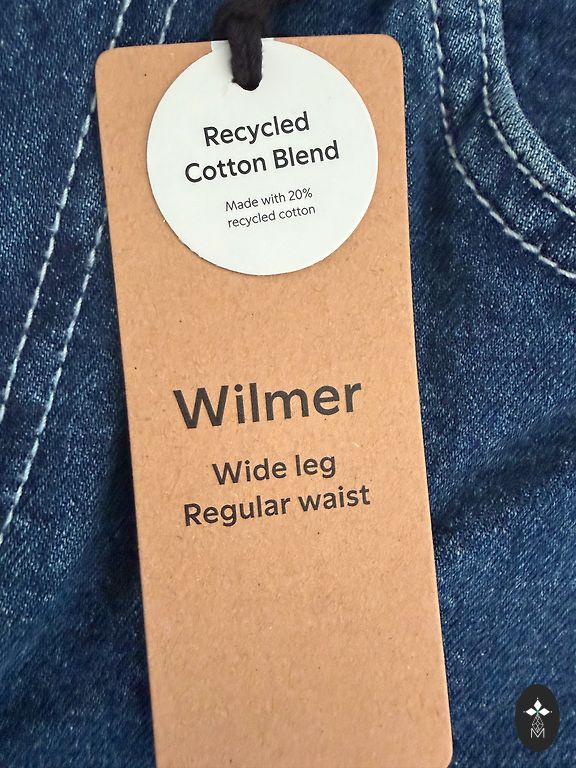 Recycled
Cotton Blend
Made with 20%
recycled cotton
Wilmer
Wide leg
Regular waist